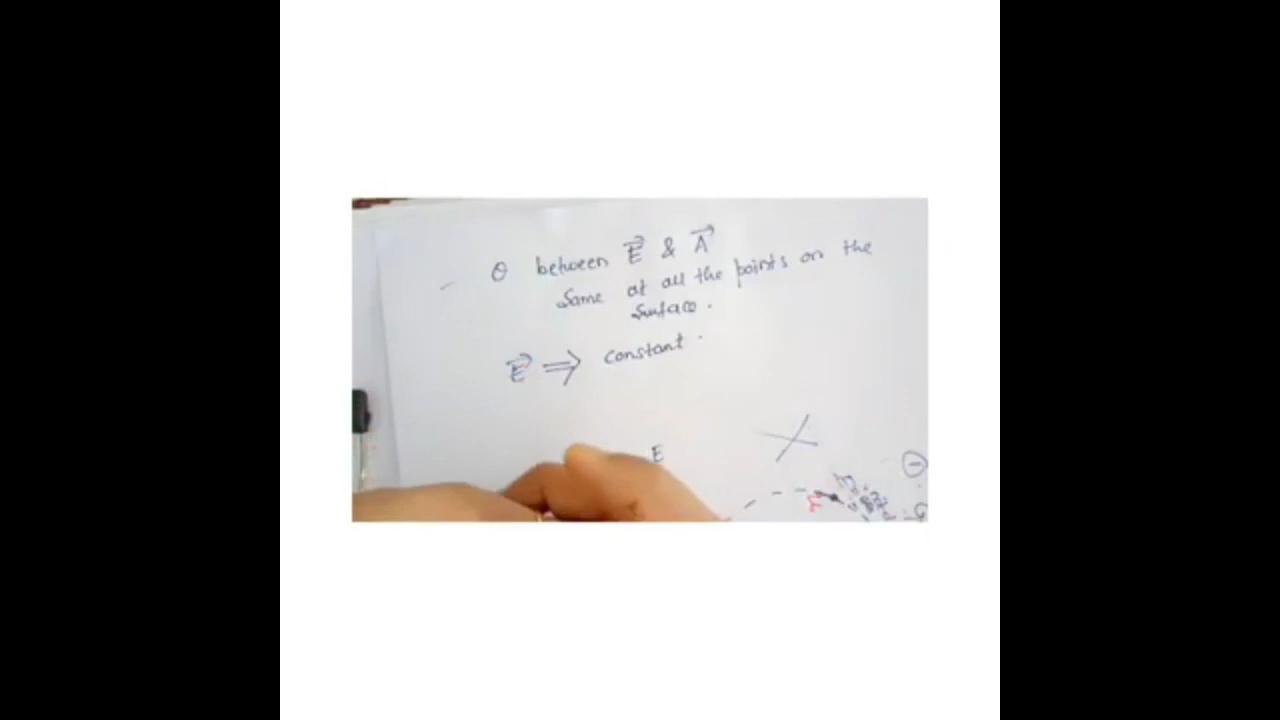 θ between E⃗ & A⃗
Same at all the points on the
Surface.
E⃗ ⇒ constant.
E